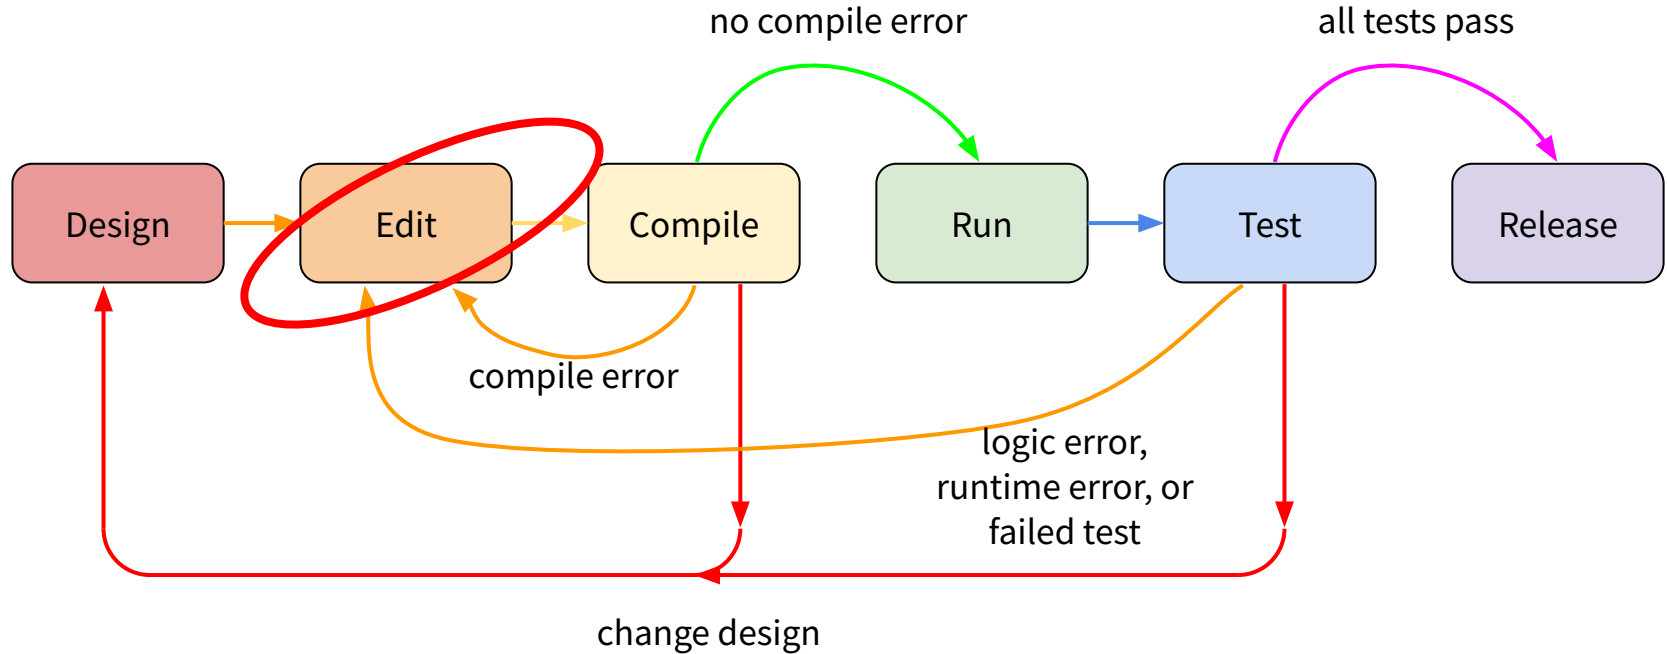 no compile error
all tests pass
Design
Edit
Compile
Run
Test
Release
compile error
logic error,
runtime error, or
failed test
change design